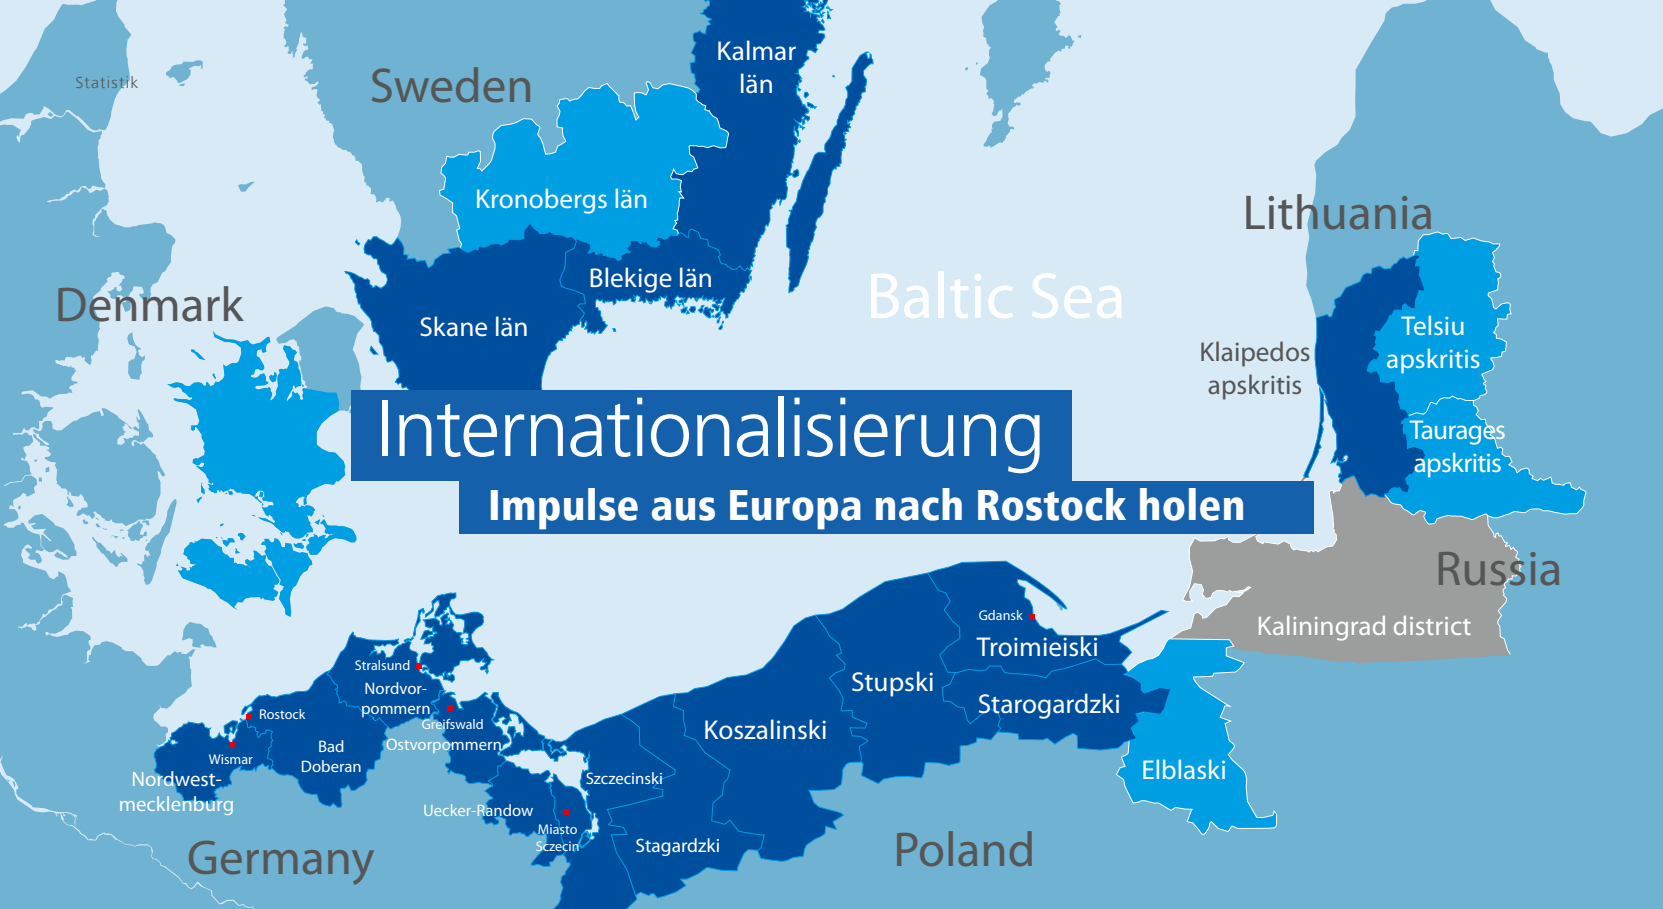 Kalmar
län
Sweden
Statistik
Kronobergs län
Lithuania
Blekige län
Baltic Sea
Denmark
Skane län
Telsiu
apskritis
Klaipedos
apskritis
Internationalisierung
Taurages
apskritis
Impulse aus Europa nach Rostock holen
Russia
Gdansk
Kaliningrad district
Troimieiski
Stralsund
Stupski
Nordvor-
pommern
Starogardzki
Rostock
Greifswald
Koszalinski
Ostvorpommern
Bad
Doberan
Wismar
Elblaski
Nordwest-
mecklenburg
Szczecinski
Uecker-Randow
Miasto
Sczecin
Stagardzki
Poland
Germany